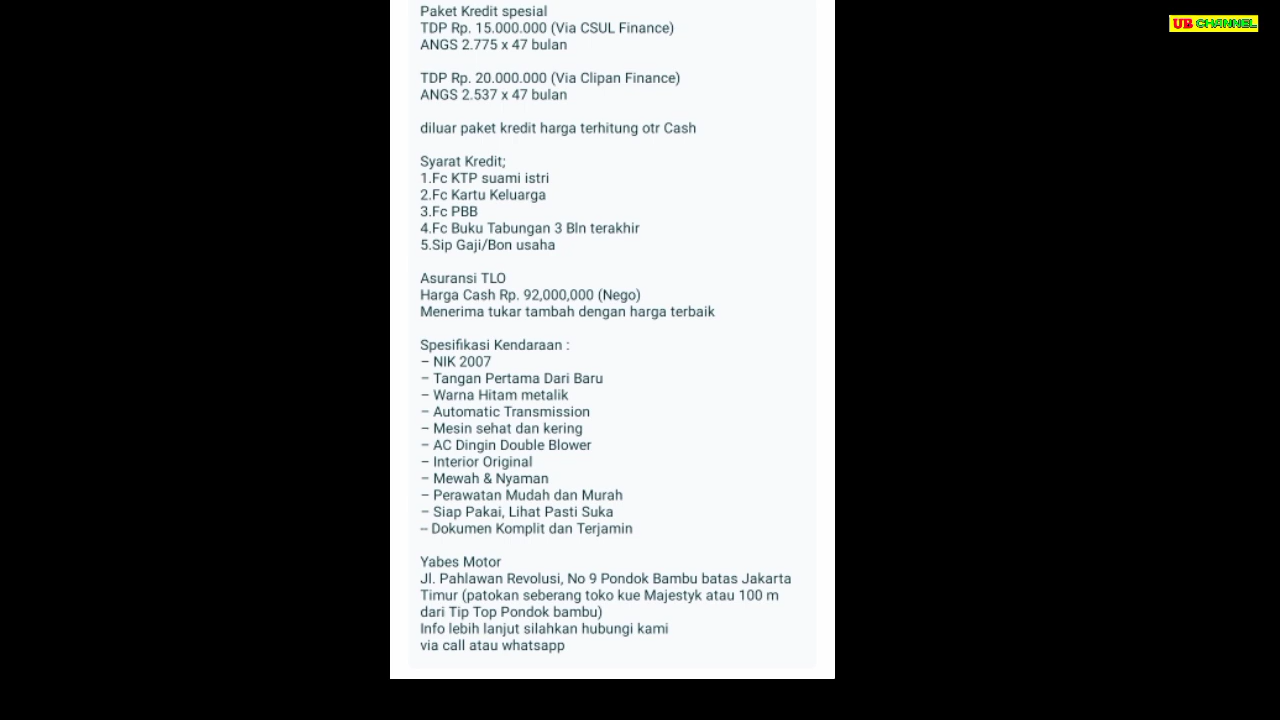 UB CHANNEL
Paket Kredit spesial
TDP Rp. 15.000.000 (Via CSUL Finance)
ANGS 2.775 x 47 bulan
TDP Rp. 20.000.000 (Via Clipan Finance)
ANGS 2.537 x 47 bulan
diluar paket kredit harga terhitung otr Cash
Syarat Kredit;
1.Fc KTP suami istri
2.Fc Kartu Keluarga
3.Fc PBB
4.Fc Buku Tabungan 3 Bln terakhir
5.Sip Gaji/Bon usaha
Asuransi TLO
Harga Cash Rp. 92,000,000 (Nego)
Menerima tukar tambah dengan harga terbaik
Spesifikasi Kendaraan :
– NIK 2007
– Tangan Pertama Dari Baru
– Warna Hitam metalik
– Automatic Transmission
– Mesin sehat dan kering
– AC Dingin Double Blower
– Interior Original
– Mewah & Nyaman
– Perawatan Mudah dan Murah
– Siap Pakai, Lihat Pasti Suka
-- Dokumen Komplit dan Terjamin
Yabes Motor
Jl. Pahlawan Revolusi, No 9 Pondok Bambu batas Jakarta
Timur (patokan seberang toko kue Majestyk atau 100 m
dari Tip Top Pondok bambu)
Info lebih lanjut silahkan hubungi kami
via call atau whatsapp